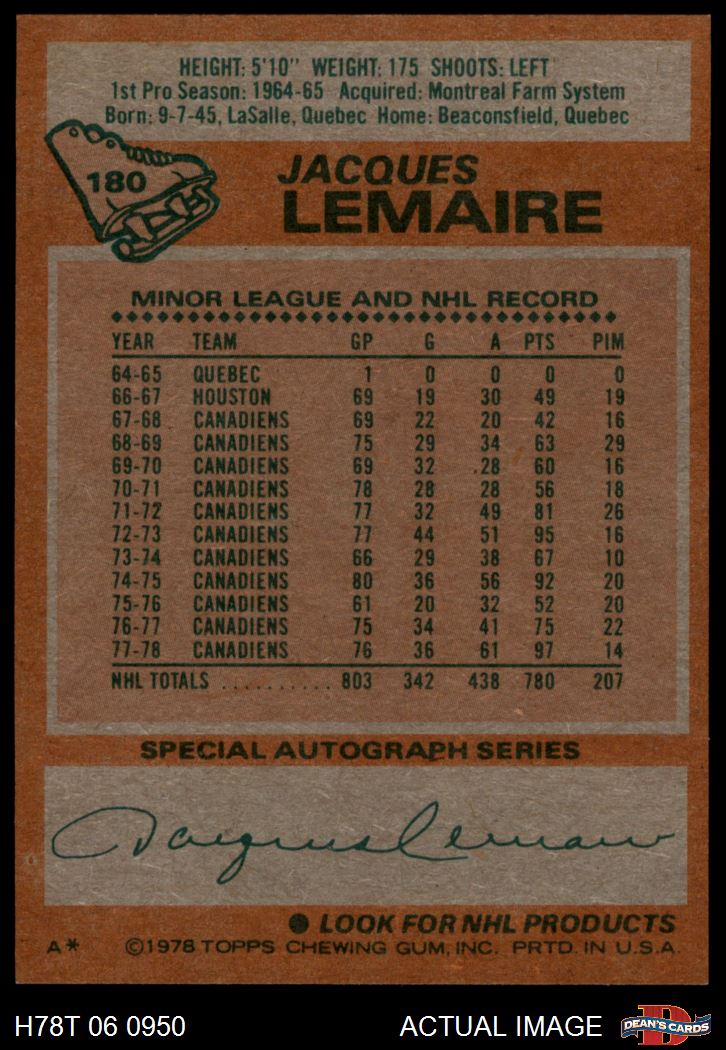 HEIGHT: 5'10" WEIGHT: 175 SHOOTS: LEFT
1st Pro Season: 1964-65 Acquired: Montreal Farm System
Born: 9-7-45, LaSalle, Quebec Home: Beaconsfield, Quebec
180
JACQUES
LEMAIRE
MINOR LEAGUE AND NHL RECORD
YEAR TEAM GP G A PTS PIM
64-65 QUEBEC 1 0 0 0 0
66-67 HOUSTON 69 19 30 49 19
67-68 CANADIENS 69 22 20 42 16
68-69 CANADIENS 75 29 34 63 29
69-70 CANADIENS 69 32 28 60 16
70-71 CANADIENS 78 28 28 56 18
71-72 CANADIENS 77 32 49 81 26
72-73 CANADIENS 77 44 51 95 16
73-74 CANADIENS 66 29 38 67 10
74-75 CANADIENS 80 36 56 92 20
75-76 CANADIENS 61 20 32 52 20
76-77 CANADIENS 75 34 41 75 22
77-78 CANADIENS 76 36 61 97 14
NHL TOTALS .......... 803 342 438 780 207
SPECIAL AUTOGRAPH SERIES
Jacques Lemaire
● LOOK FOR NHL PRODUCTS
A* ©1978 TOPPS CHEWING GUM, INC. PRTD. IN U.S.A.
H78T 06 0950 ACTUAL IMAGE
D
DEAN'S CARDS